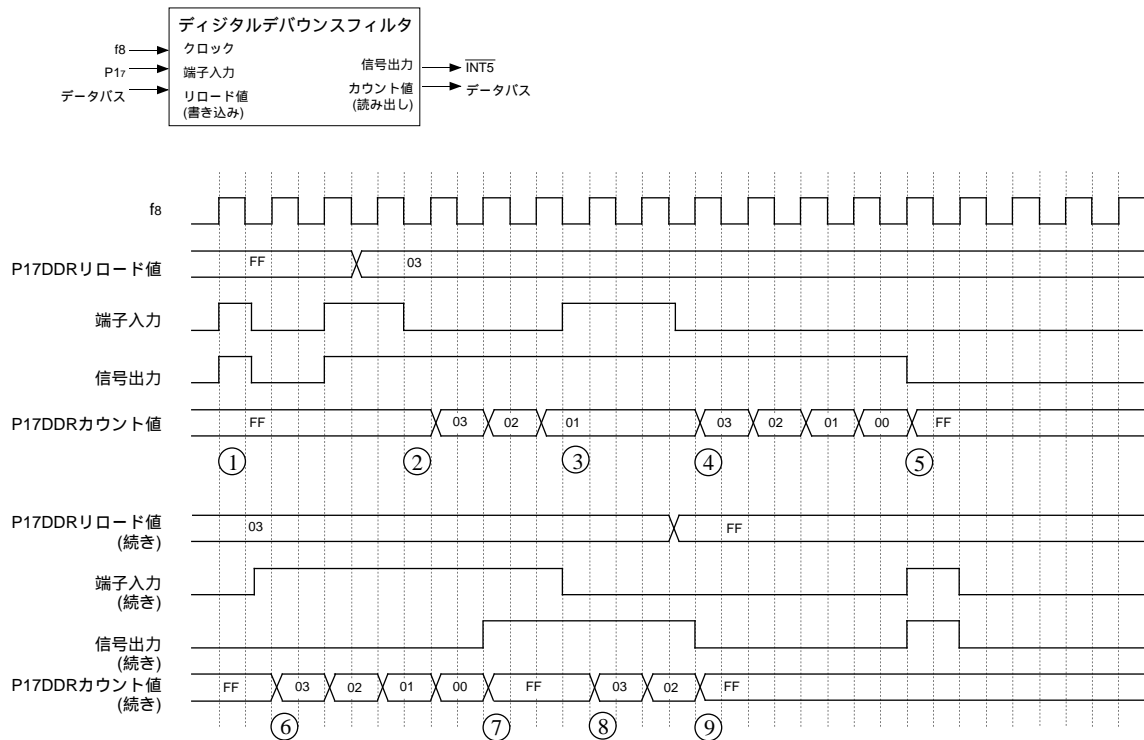 ディジタルデバウンスフィルタ
f8
クロック
P17
端子入力
データバス
リロード値
(書き込み)
信号出力
INT5
カウント値
(読み出し)
データバス
f8
P17DDRリロード値
FF
03
端子入力
信号出力
P17DDRカウント値
FF
03
02
01
03
02
01
00
FF
①
②
③
④
⑤
P17DDRリロード値
(続き)
03
FF
端子入力
(続き)
信号出力
(続き)
P17DDRカウント値
(続き)
FF
03
02
01
00
FF
03
02
FF
⑥
⑦
⑧
⑨